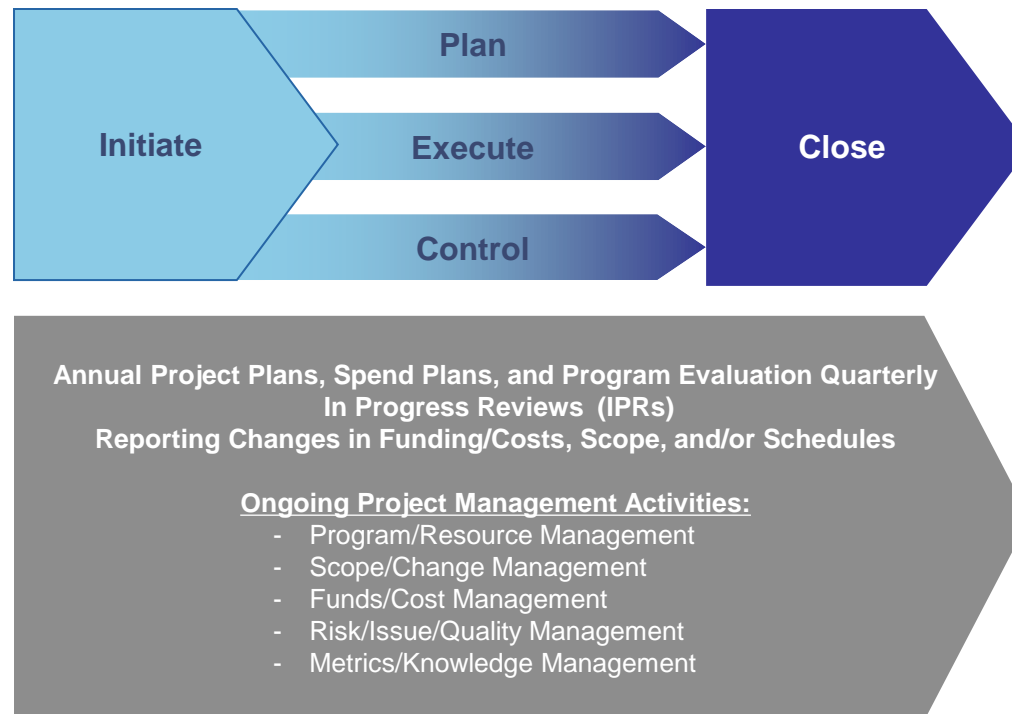 Plan
Initiate
Execute
Close
Control
Annual Project Plans, Spend Plans, and Program Evaluation Quarterly
In Progress Reviews (IPRs)
Reporting Changes in Funding/Costs, Scope, and/or Schedules
Ongoing Project Management Activities:
- Program/Resource Management
- Scope/Change Management
- Funds/Cost Management
- Risk/Issue/Quality Management
- Metrics/Knowledge Management